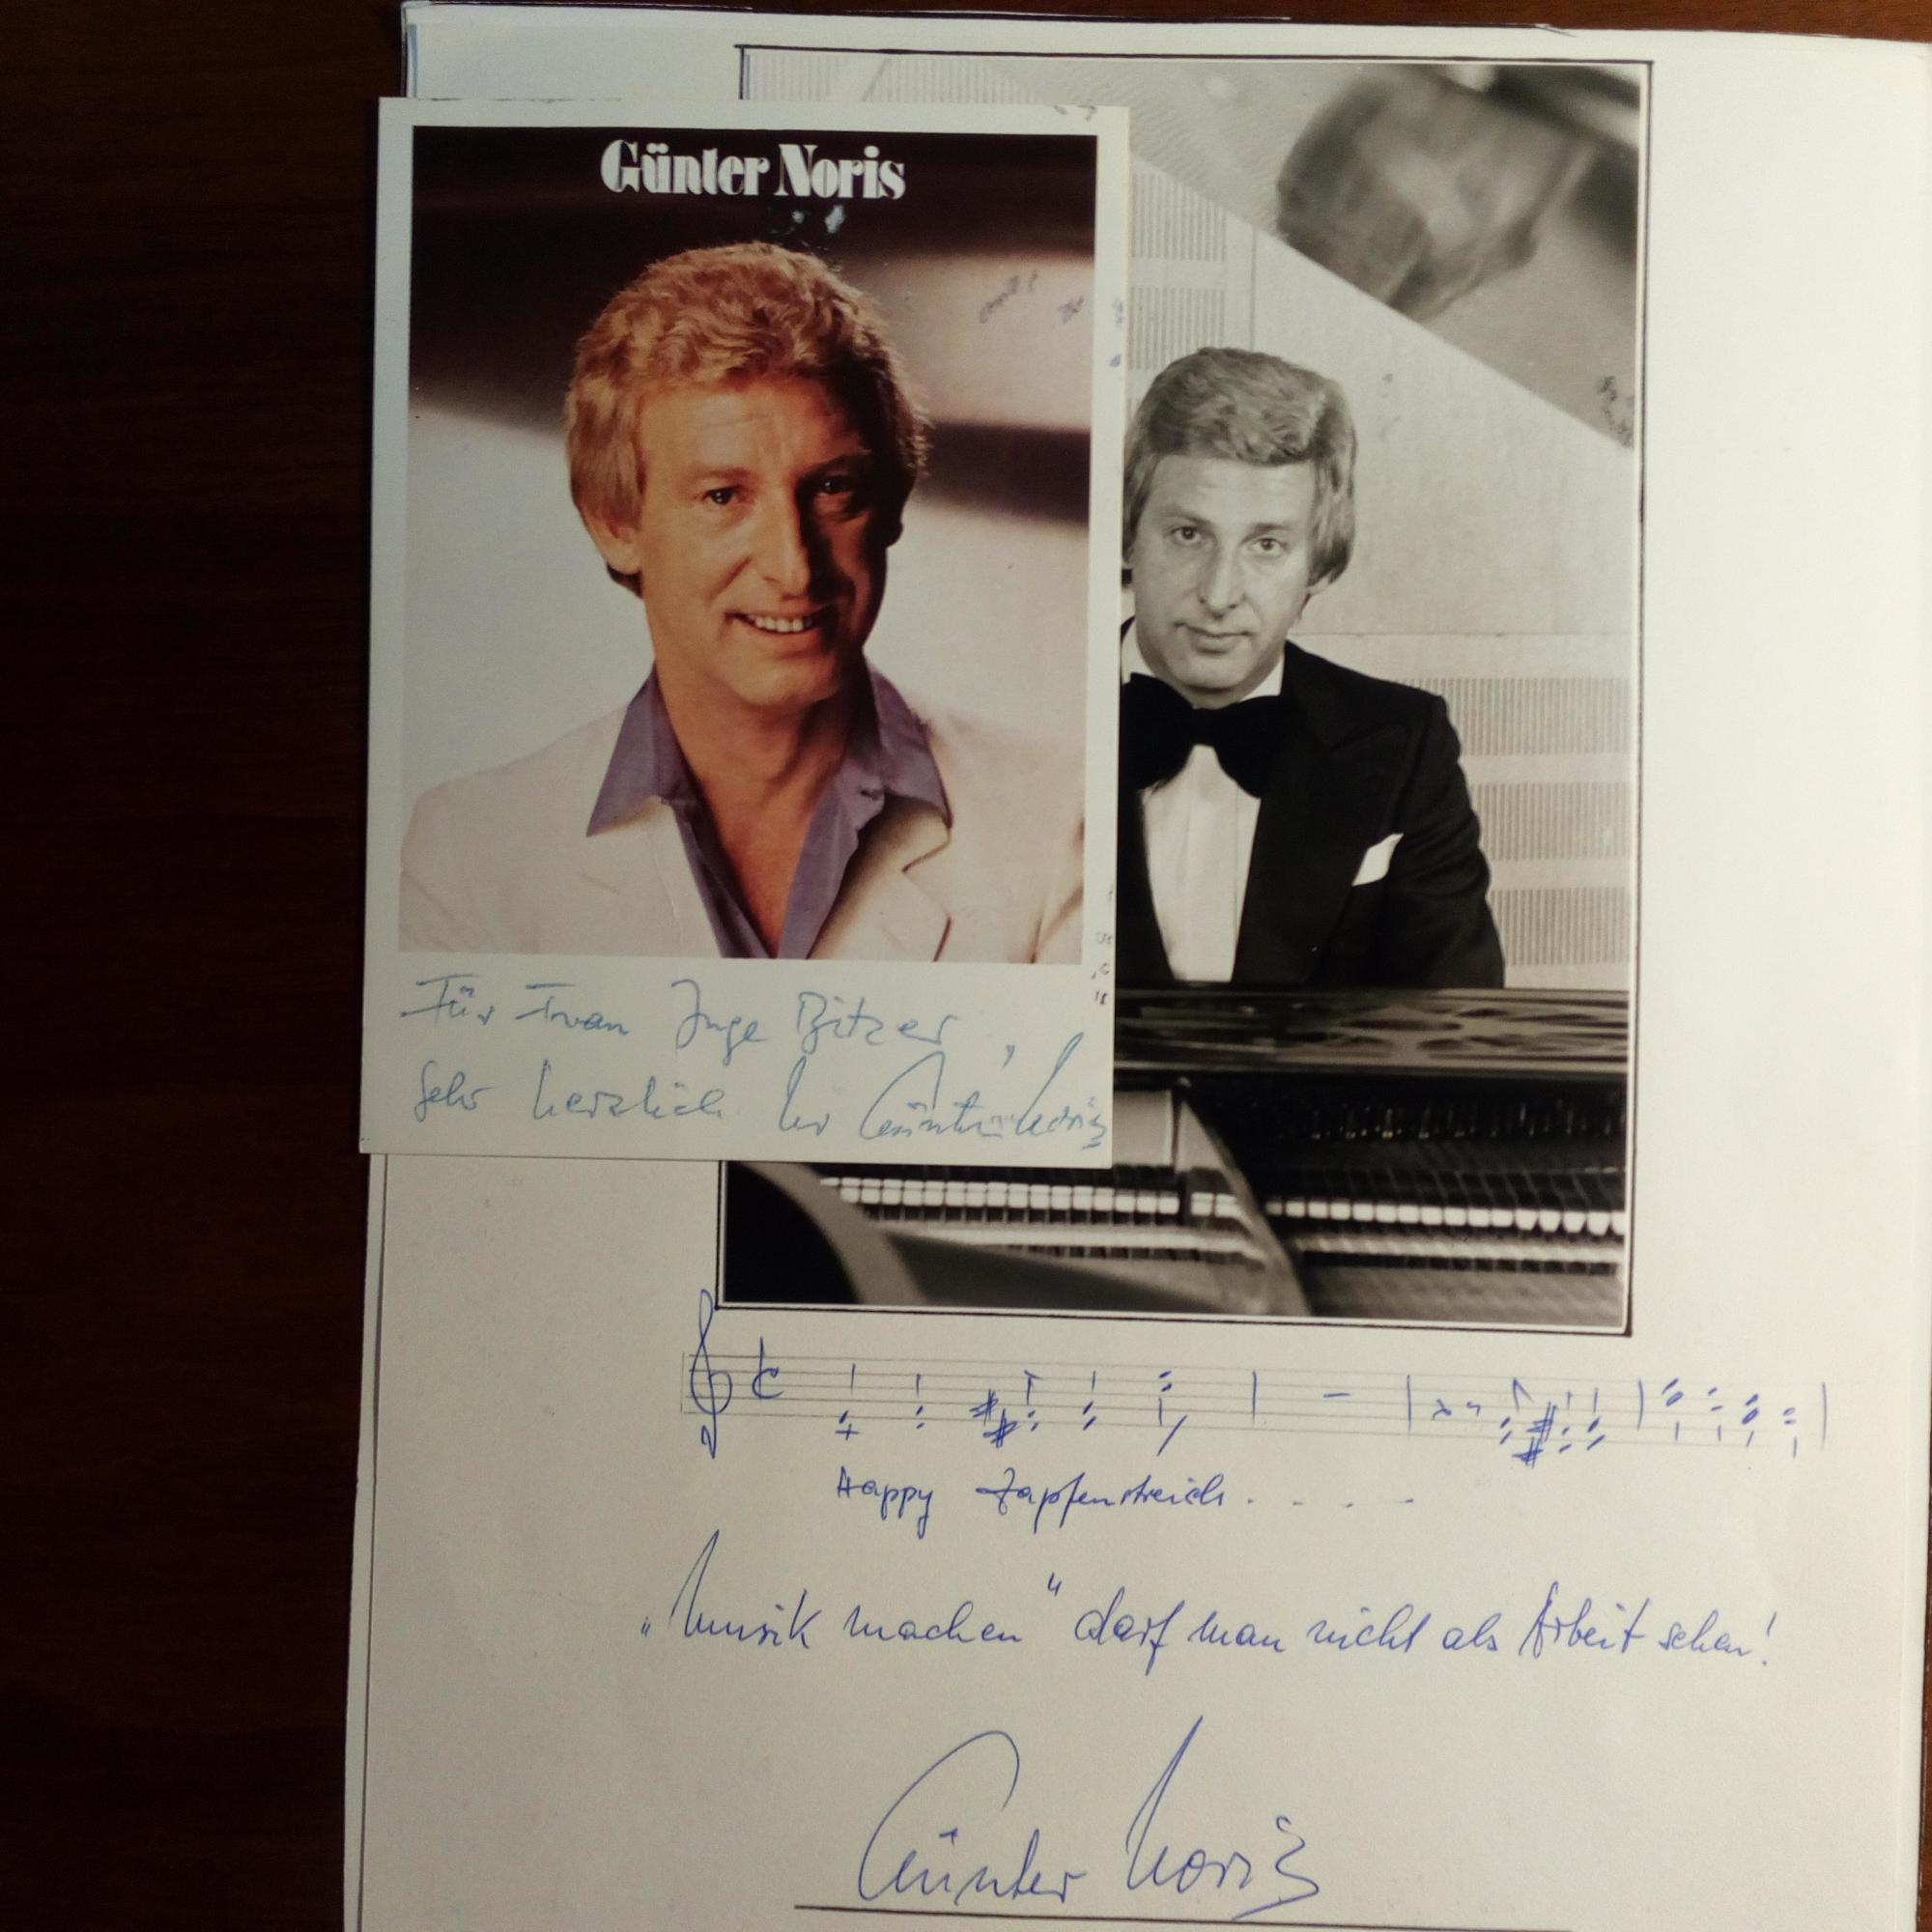 Günter Noris
Für Frau Inge Bitzer,
sehr herzlich Ihr Günter Noris
Happy Zapfenstreich. . . . -
„Musik machen" darf man nicht als Arbeit sehen!
Günter Noris